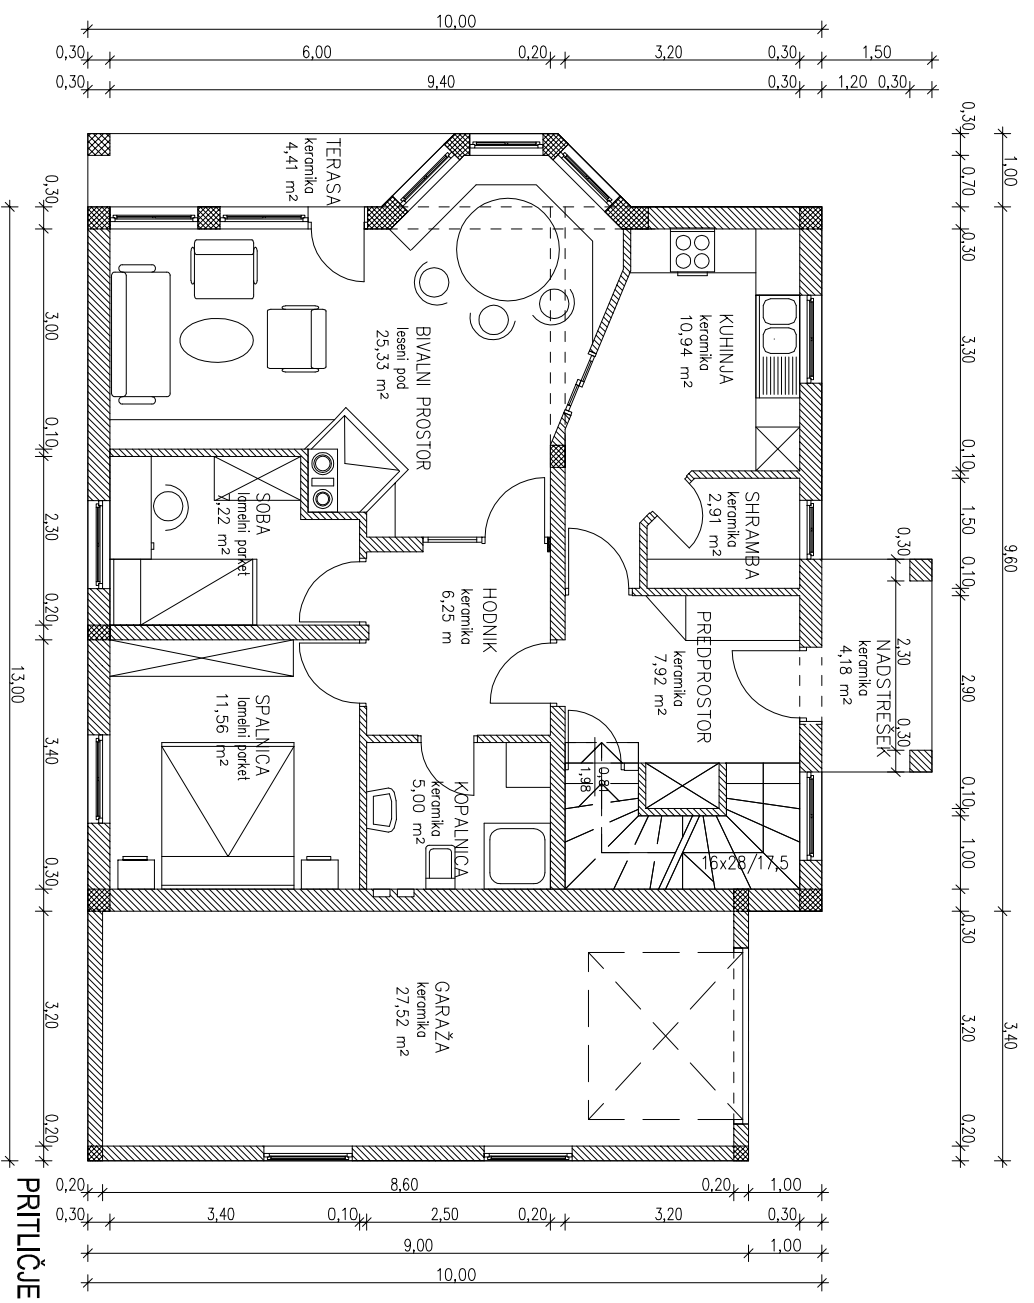 10,00
0,30 6,00 0,20 3,20 0,30 1,50
0,30 9,40 0,30 1,20 0,30
TERASA
keramika
4,41 m²
BIVALNI PROSTOR
leseni pod
25,33 m²
KUHINJA
keramika
10,94 m²
SHRAMBA
keramika
2,91 m²
SOBA
lamelni parket
7,22 m²
HODNIK
keramika
6,25 m
PREDPROSTOR
keramika
7,92 m²
NADSTREŠEK
keramika
4,18 m²
SPALNICA
lamelni parket
11,56 m²
KOPALNICA
keramika
5,00 m²
1,98
16x28/17,5
GARAŽA
keramika
27,52 m²
0,30 3,00 0,10 2,30 0,20 3,40 0,30 3,20 0,20
13,00
0,30 2,30 0,30
0,30 0,70 0,30 3,30 0,10 1,50 0,10 2,90 0,10 1,00 0,30 3,20 0,20
1,00 9,60 3,40
0,20 8,60 0,20 1,00
0,30 3,40 0,10 2,50 0,20 3,20 0,30
9,00 1,00
10,00
PRITLIČJE